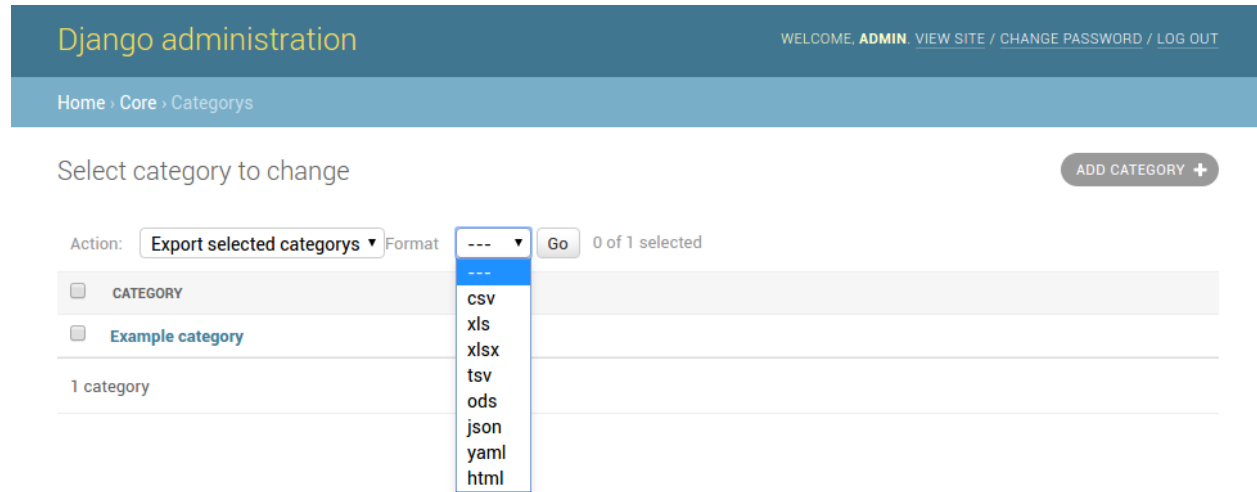 Django administration
WELCOME, ADMIN. VIEW SITE / CHANGE PASSWORD / LOG OUT
Home › Core › Categorys
Select category to change
ADD CATEGORY +
Action: Export selected categorys ▼ Format --- ▼ Go 0 of 1 selected
---
CATEGORY
csv
xls
Example category
xlsx
tsv
1 category
ods
json
yaml
html